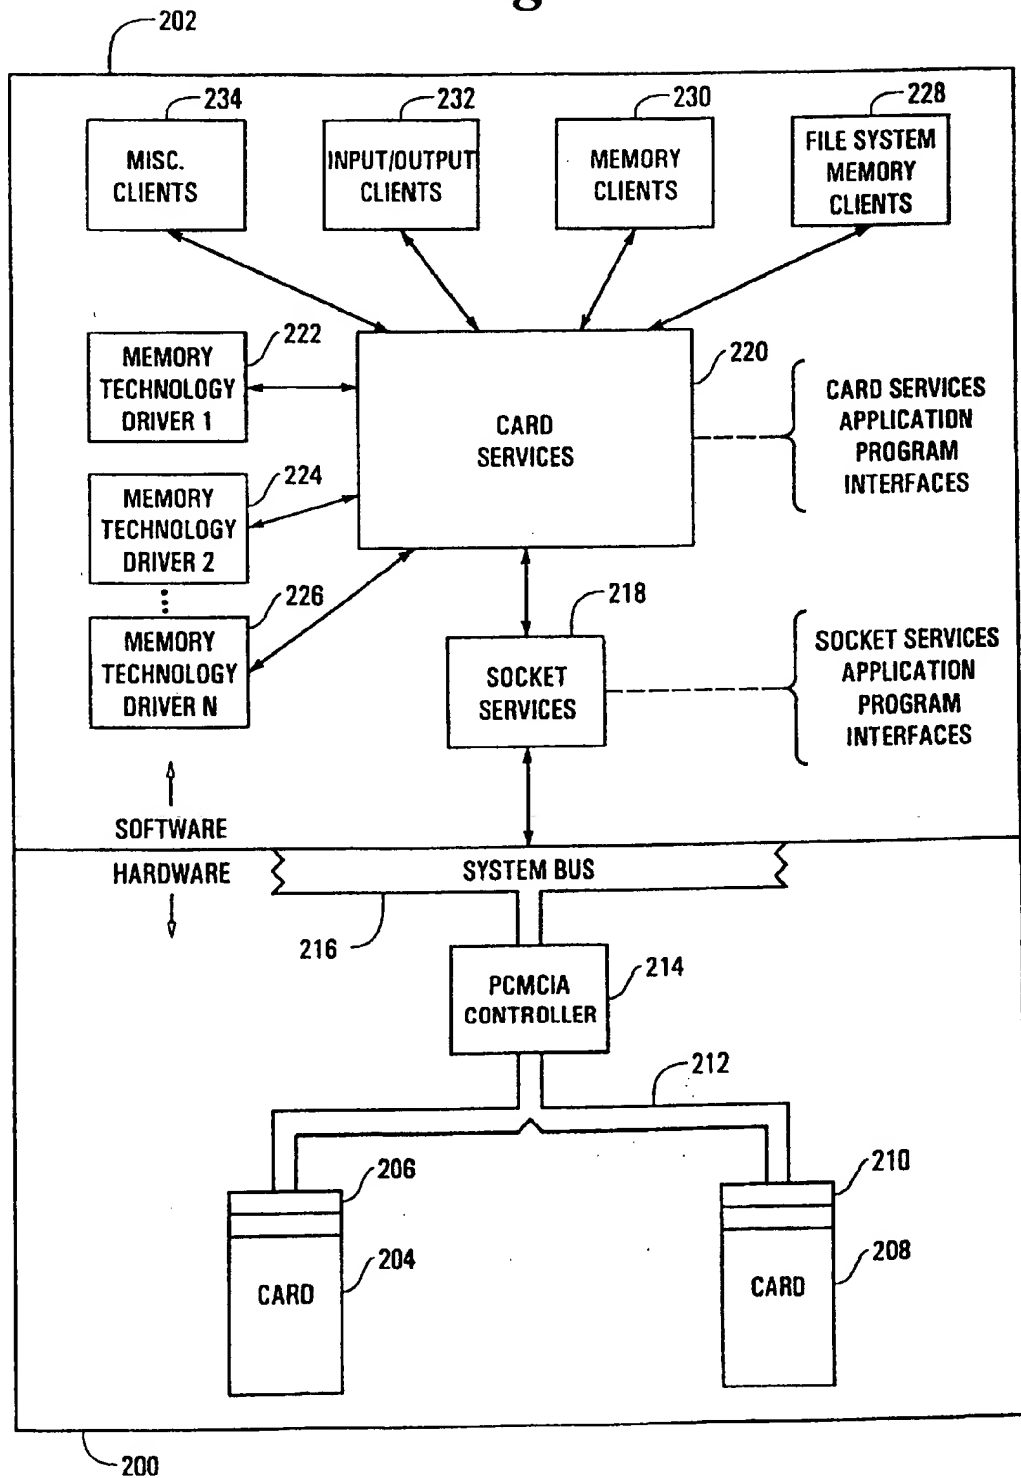 202
234
232
230
228
MISC.
CLIENTS
INPUT/OUTPUT
CLIENTS
MEMORY
CLIENTS
FILE SYSTEM
MEMORY
CLIENTS
222
MEMORY
TECHNOLOGY
DRIVER 1
220
CARD
SERVICES
CARD SERVICES
APPLICATION
PROGRAM
INTERFACES
224
MEMORY
TECHNOLOGY
DRIVER 2
226
MEMORY
TECHNOLOGY
DRIVER N
218
SOCKET
SERVICES
SOCKET SERVICES
APPLICATION
PROGRAM
INTERFACES
SOFTWARE
HARDWARE
SYSTEM BUS
216
PCMCIA
CONTROLLER
214
212
206
210
204
208
CARD
CARD
200